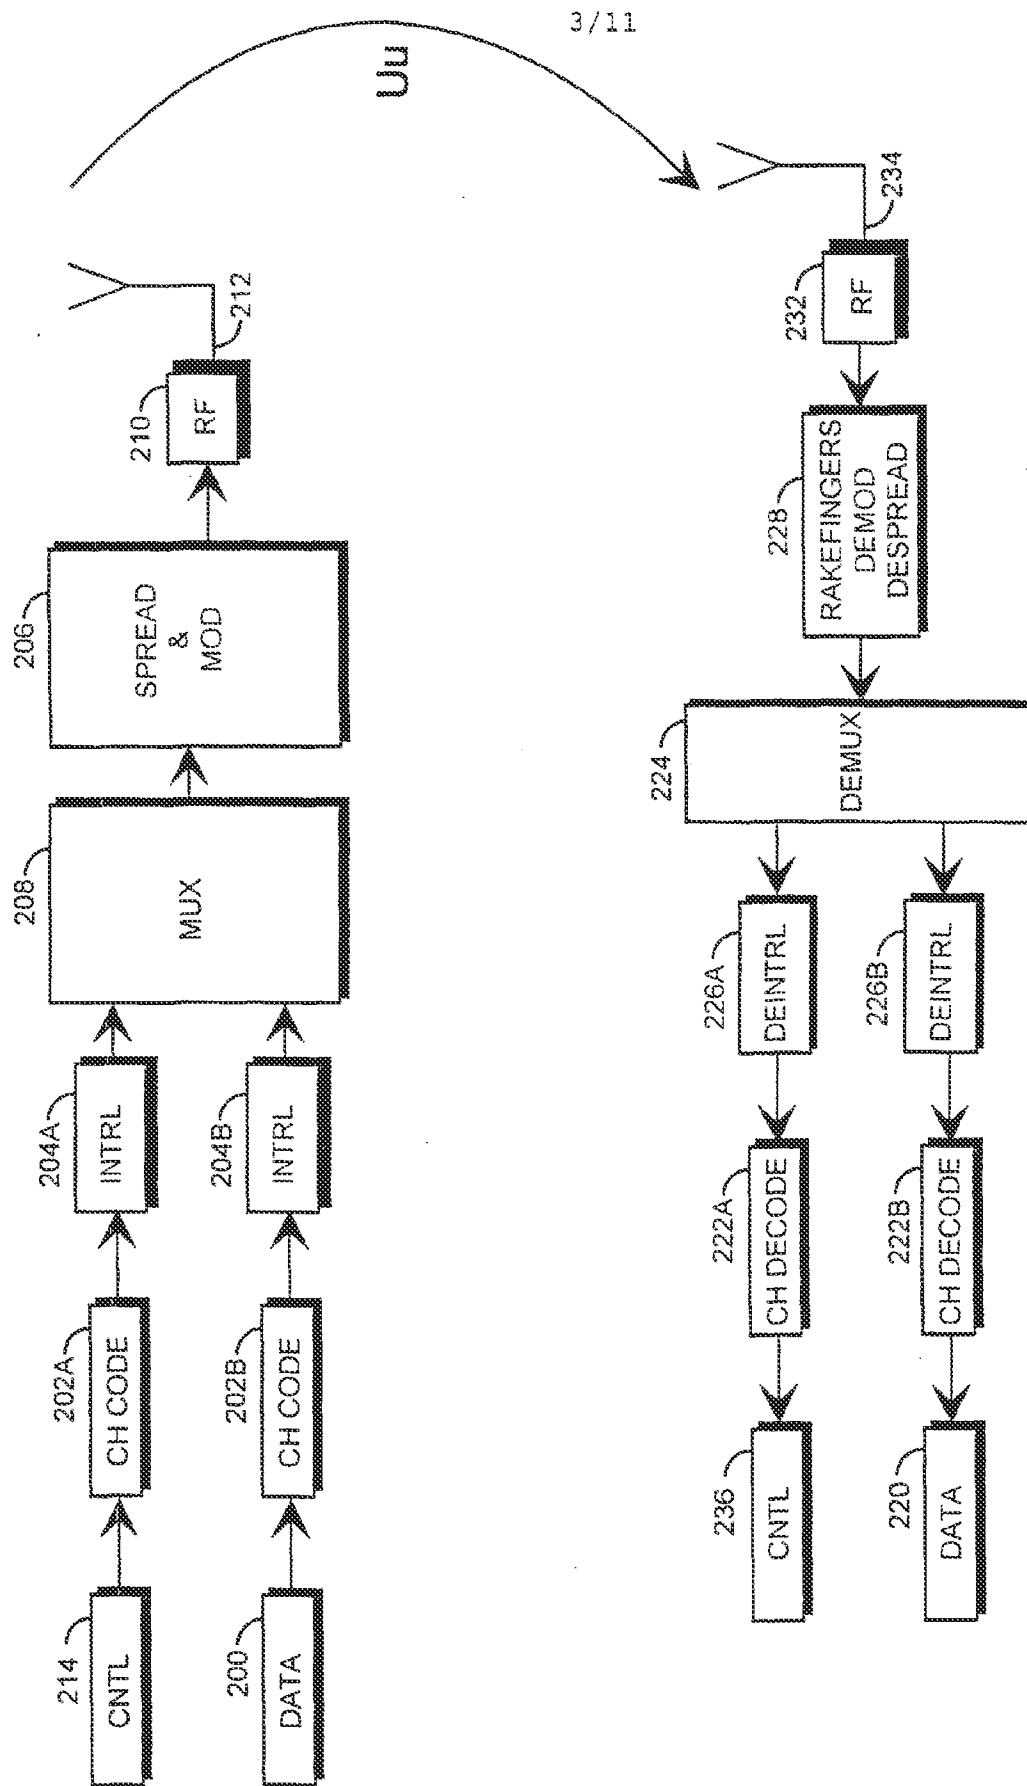 3/11
Uu
214
CNTL
202A
CH CODE
204A
INTRL
200
DATA
202B
CH CODE
204B
INTRL
208
MUX
206
SPREAD
&
MOD
210
RF
212
236
CNTL
222A
CH DECODE
226A
DEINTRL
220
DATA
222B
CH DECODE
226B
DEINTRL
224
DEMUX
228
RAKEFINGERS
DEMOD
DESPREAD
232
RF
234